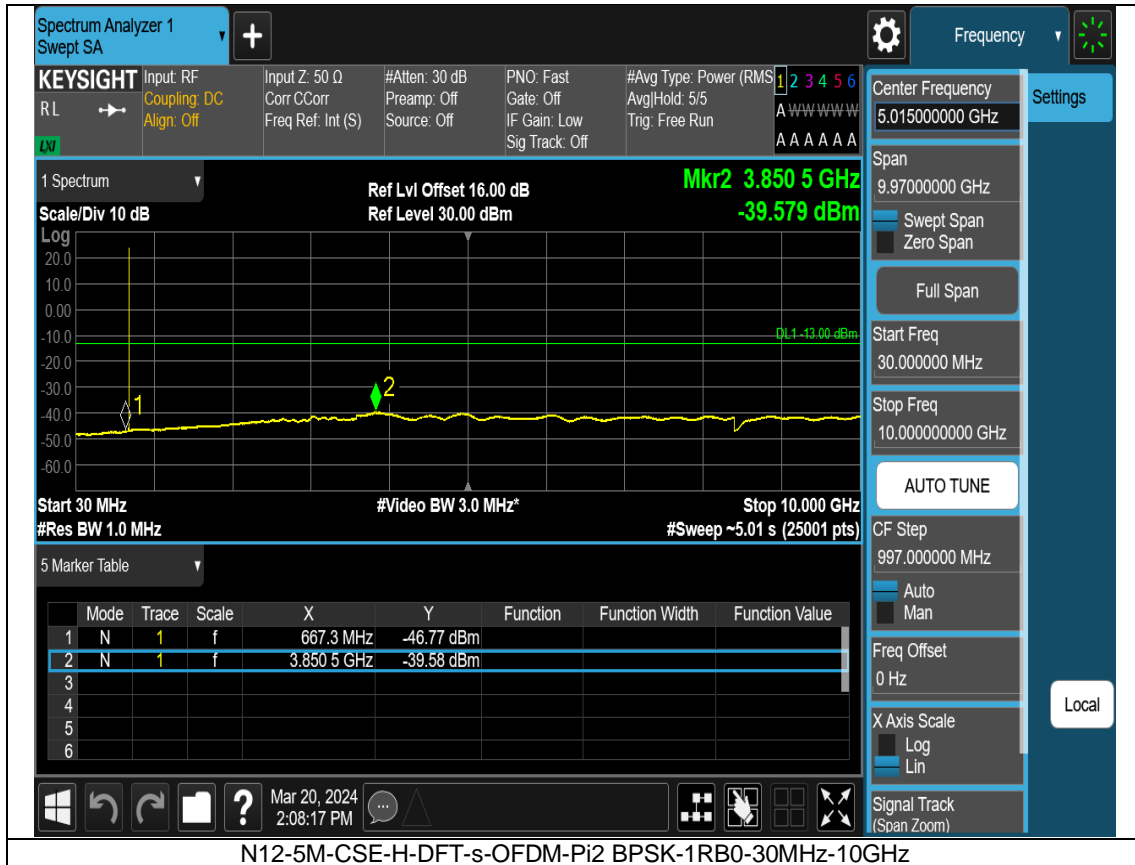 Spectrum Analyzer 1
Swept SA
Frequency
KEYSIGHT
RL
LXI
Input: RF
Coupling: DC
Align: Off
Input Z: 50 Ω
Corr CCorr
Freq Ref: Int (S)
#Atten: 30 dB
Preamp: Off
Source: Off
PNO: Fast
Gate: Off
IF Gain: Low
Sig Track: Off
#Avg Type: Power (RMS
Avg|Hold: 5/5
Trig: Free Run
1 2 3 4 5 6
A W W W W W
A A A A A A
1 Spectrum
Scale/Div 10 dB
Ref Lvl Offset 16.00 dB
Ref Level 30.00 dBm
Mkr2 3.850 5 GHz
-39.579 dBm
Log
20.0
10.0
0.00
-10.0
-20.0
-30.0
-40.0
-50.0
-60.0
DL1 -13.00 dBm
1
2
Start 30 MHz
#Res BW 1.0 MHz
#Video BW 3.0 MHz*
Stop 10.000 GHz
#Sweep ~5.01 s (25001 pts)
5 Marker Table
Mode Trace Scale X Y Function Function Width Function Value
1 N 1 f 667.3 MHz -46.77 dBm
2 N 1 f 3.850 5 GHz -39.58 dBm
3
4
5
6
Center Frequency
5.015000000 GHz
Span
9.97000000 GHz
Swept Span
Zero Span
Full Span
Start Freq
30.000000 MHz
Stop Freq
10.000000000 GHz
AUTO TUNE
CF Step
997.000000 MHz
Auto
Man
Freq Offset
0 Hz
X Axis Scale
Log
Lin
Signal Track
(Span Zoom)
Settings
Local
?
Mar 20, 2024
2:08:17 PM
N12-5M-CSE-H-DFT-s-OFDM-Pi2 BPSK-1RB0-30MHz-10GHz